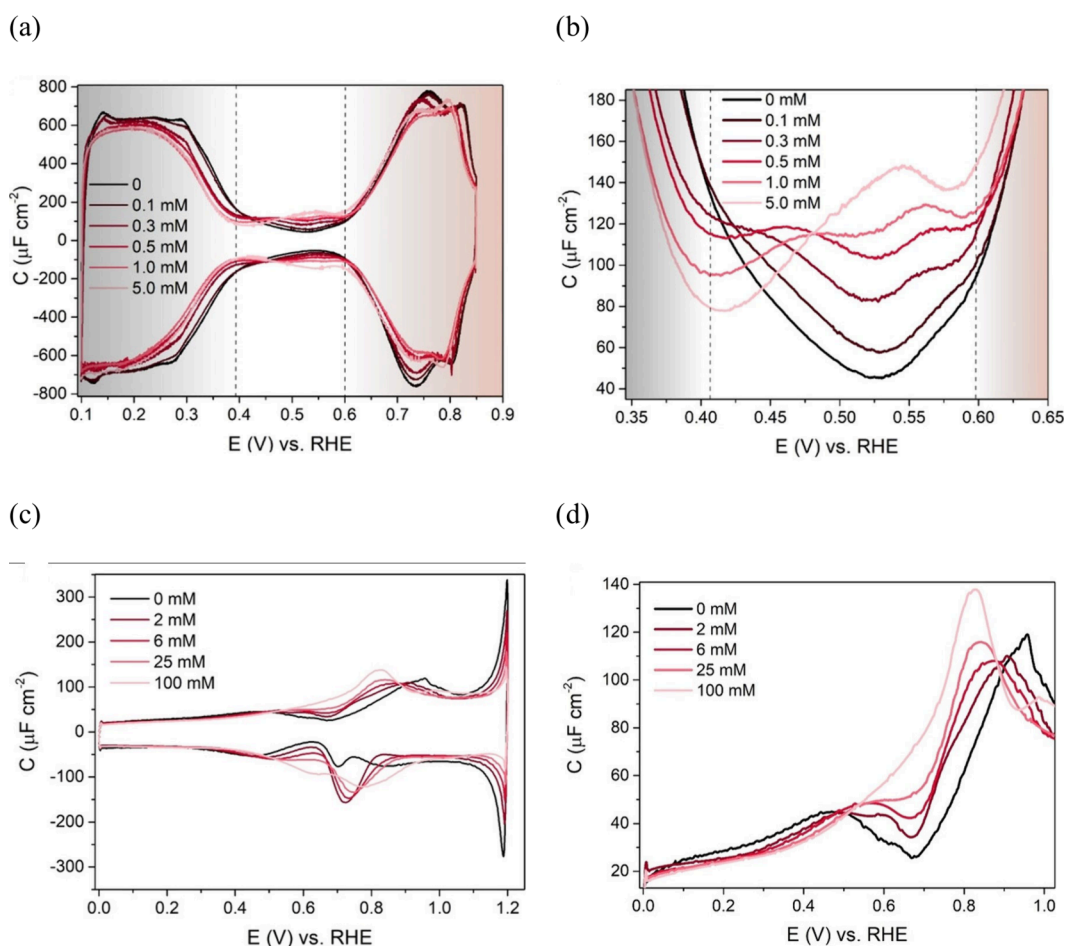 (a)
800
600
400
200
0
-200
-400
-600
-800
C (µF cm⁻²)
0
0.1 mM
0.3 mM
0.5 mM
1.0 mM
5.0 mM
0.1 0.2 0.3 0.4 0.5 0.6 0.7 0.8 0.9
E (V) vs. RHE
(b)
180
160
140
120
100
80
60
40
C (µF cm⁻²)
0 mM
0.1 mM
0.3 mM
0.5 mM
1.0 mM
5.0 mM
0.35 0.40 0.45 0.50 0.55 0.60 0.65
E (V) vs. RHE
(c)
300
200
100
0
-100
-200
-300
C (µF cm⁻²)
0 mM
2 mM
6 mM
25 mM
100 mM
0.0 0.2 0.4 0.6 0.8 1.0 1.2
E (V) vs. RHE
(d)
140
120
100
80
60
40
20
C (µF cm⁻²)
0 mM
2 mM
6 mM
25 mM
100 mM
0.0 0.2 0.4 0.6 0.8 1.0
E (V) vs. RHE